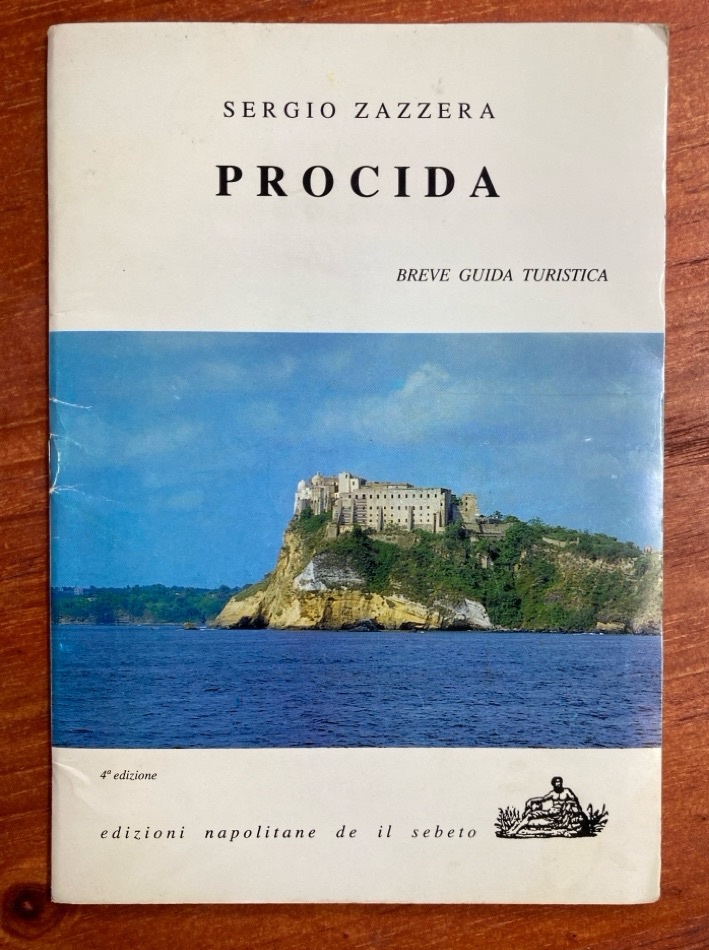 SERGIO ZAZZERA
PROCIDA
BREVE GUIDA TURISTICA
4ª edizione
edizioni napolitane de il sebeto